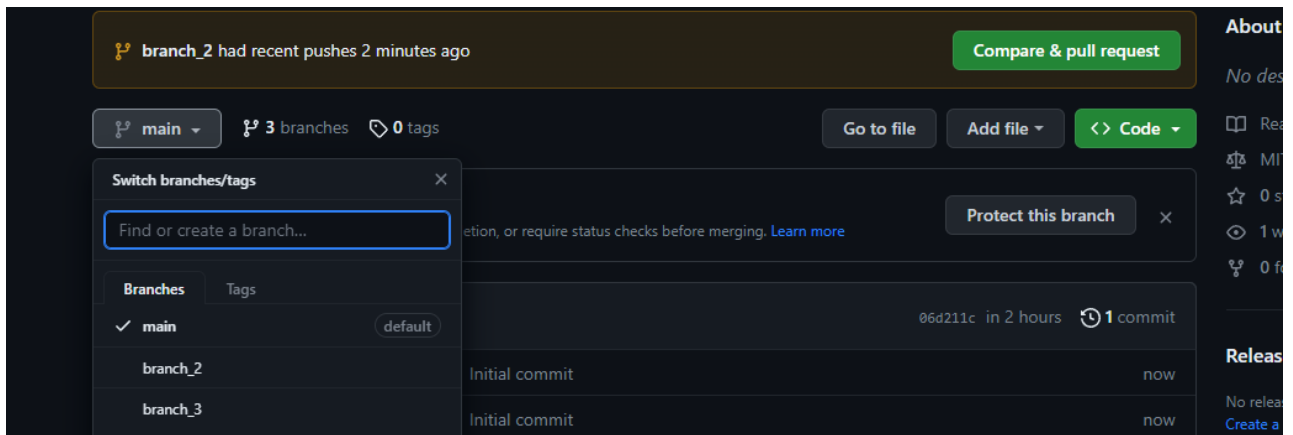 branch_2 had recent pushes 2 minutes ago
Compare & pull request
main
3 branches
0 tags
Go to file
Add file
<> Code
Switch branches/tags
Find or create a branch...
Branches
Tags
main
default
branch_2
branch_3
etion, or require status checks before merging. Learn more
Protect this branch
06d211c in 2 hours
1 commit
Initial commit
now
Initial commit
now
About
No des
Rea
MIT
0 s
1 w
0 fo
Releas
No relea
Create a